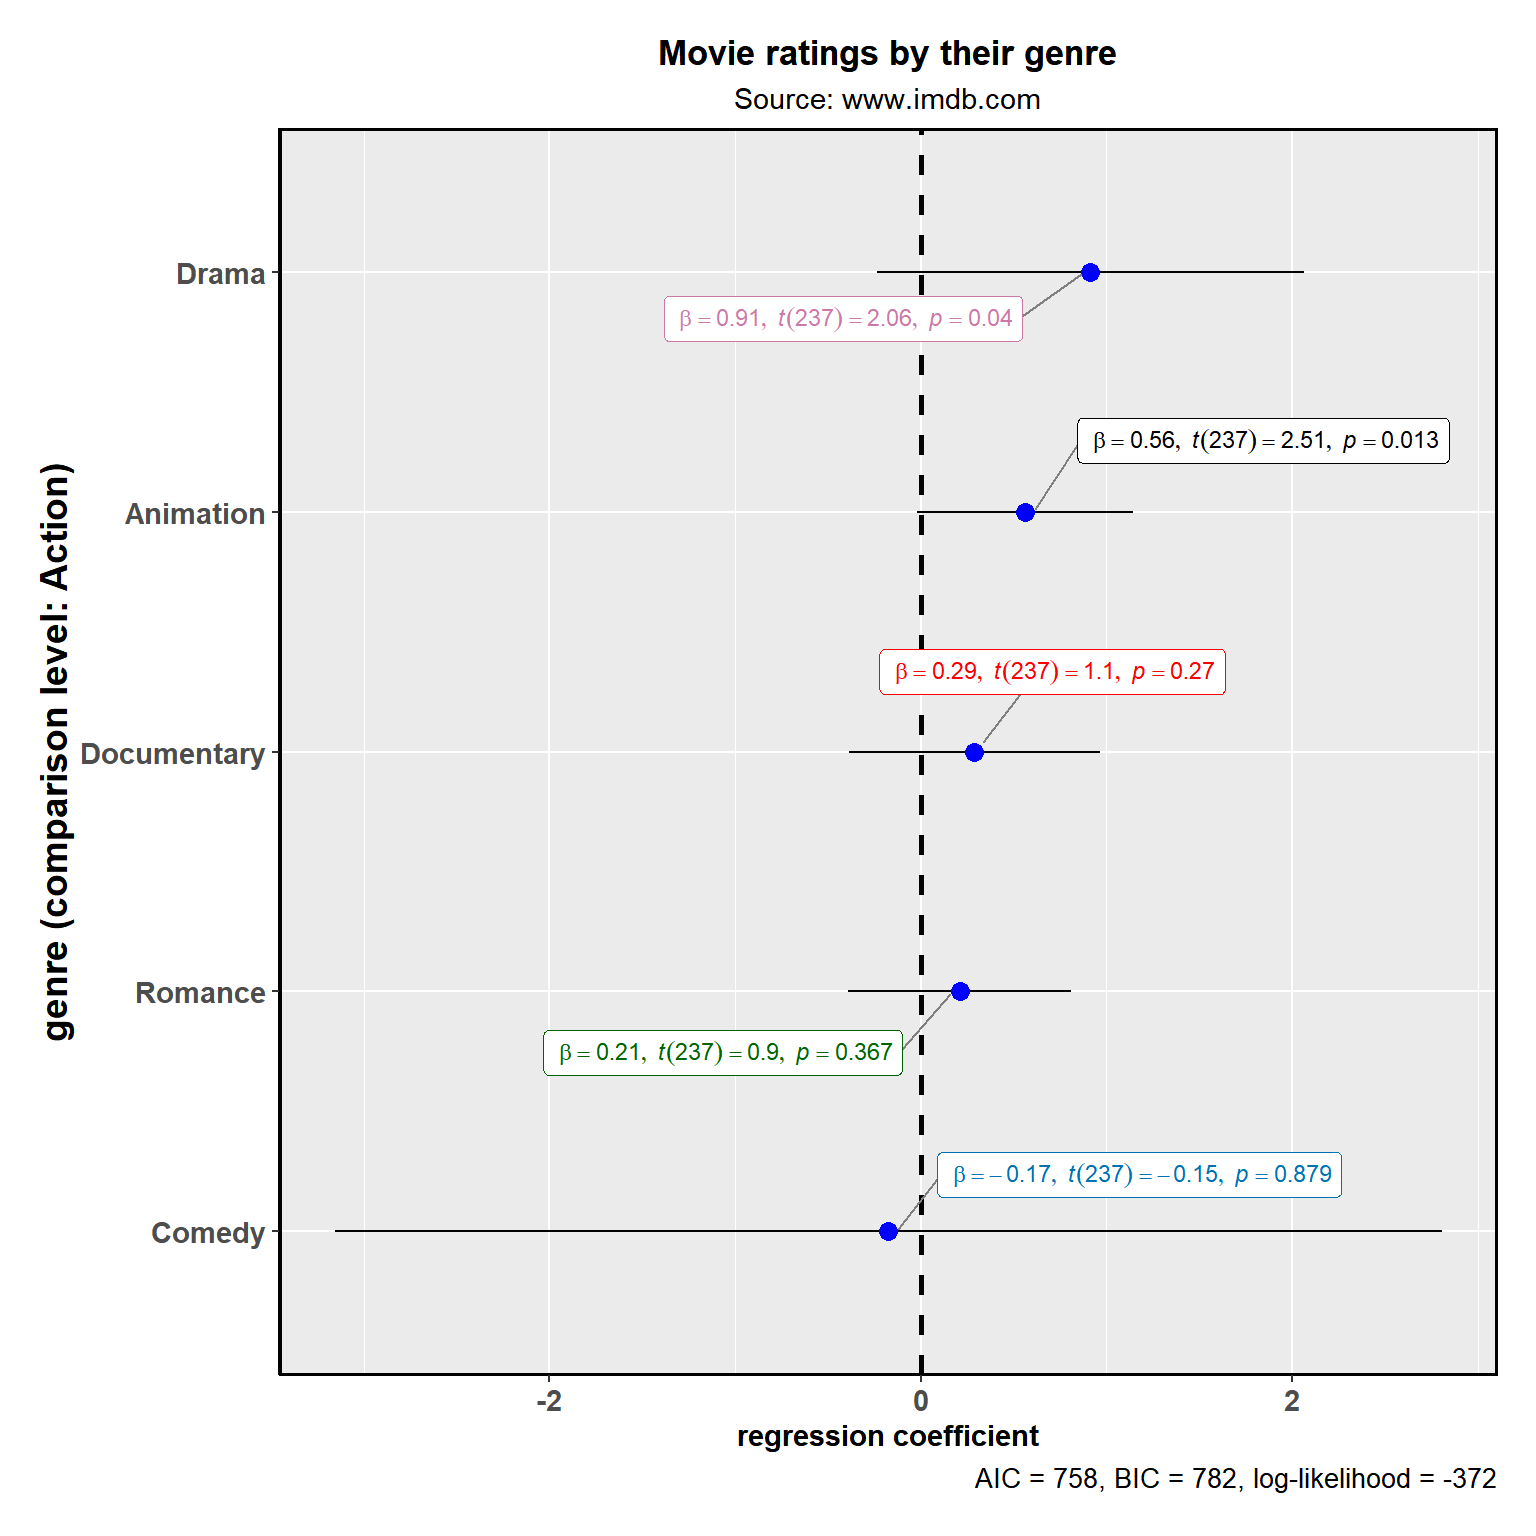 Movie ratings by their genre
Source: www.imdb.com
Drama
β = 0.91, t(237) = 2.06, p = 0.04
β = 0.56, t(237) = 2.51, p = 0.013
Animation
β = 0.29, t(237) = 1.1, p = 0.27
Documentary
Romance
β = 0.21, t(237) = 0.9, p = 0.367
β = −0.17, t(237) = −0.15, p = 0.879
Comedy
genre (comparison level: Action)
-2 0 2
regression coefficient
AIC = 758, BIC = 782, log-likelihood = -372